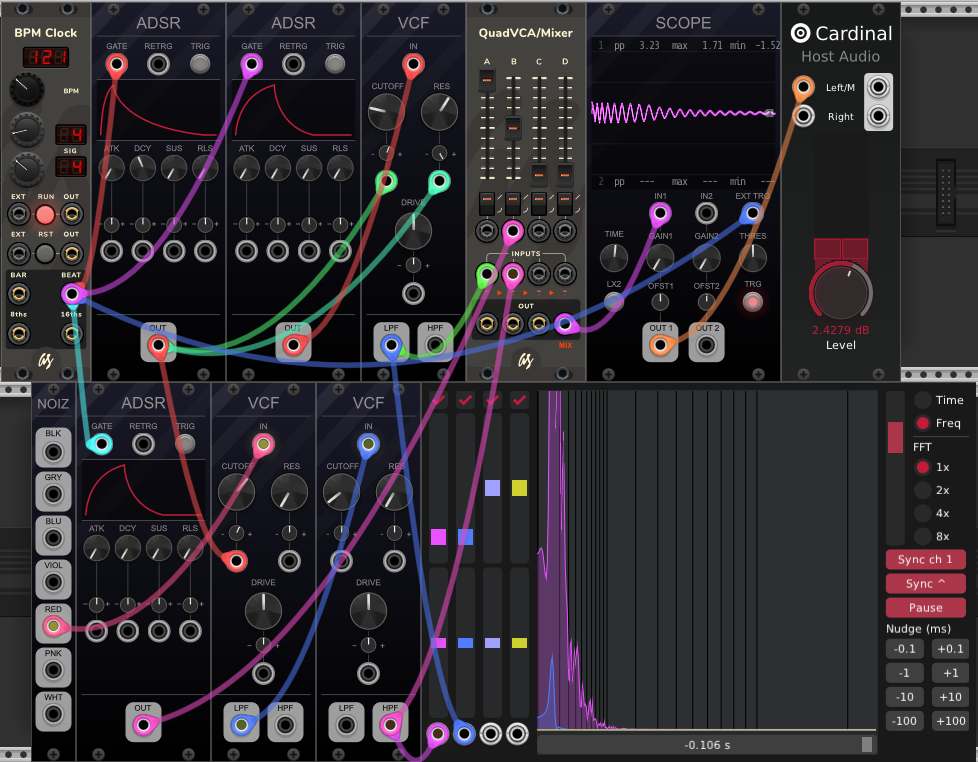 BPM Clock
121
BPM
4
SIG
4
EXT RUN OUT
EXT RST OUT
BAR BEAT
8ths 16ths
ADSR
GATE RETRG TRIG
ATK DCY SUS RLS
OUT
ADSR
GATE RETRG TRIG
ATK DCY SUS RLS
OUT
VCF
IN
CUTOFF RES
DRIVE
LPF HPF
QuadVCA/Mixer
A B C D
INPUTS
OUT
MIX
SCOPE
1 pp 3.23 max 1.71 min -1.52
2 pp --- max --- min ---
IN1 IN2 EXT TRG
TIME GAIN1 GAIN2 THRES
LX2 OFST1 OFST2 TRG
OUT 1 OUT 2
Cardinal
Host Audio
Left/M
Right
2.4279 dB
Level
NOIZ
BLK
GRY
BLU
VIOL
RED
PNK
WHT
ADSR
GATE RETRG TRIG
ATK DCY SUS RLS
OUT
VCF
IN
CUTOFF RES
DRIVE
LPF HPF
VCF
IN
CUTOFF RES
DRIVE
LPF HPF
-0.106 s
Time
Freq
FFT
1x
2x
4x
8x
Sync ch 1
Sync ^
Pause
Nudge (ms)
-0.1 +0.1
-1 +1
-10 +10
-100 +100